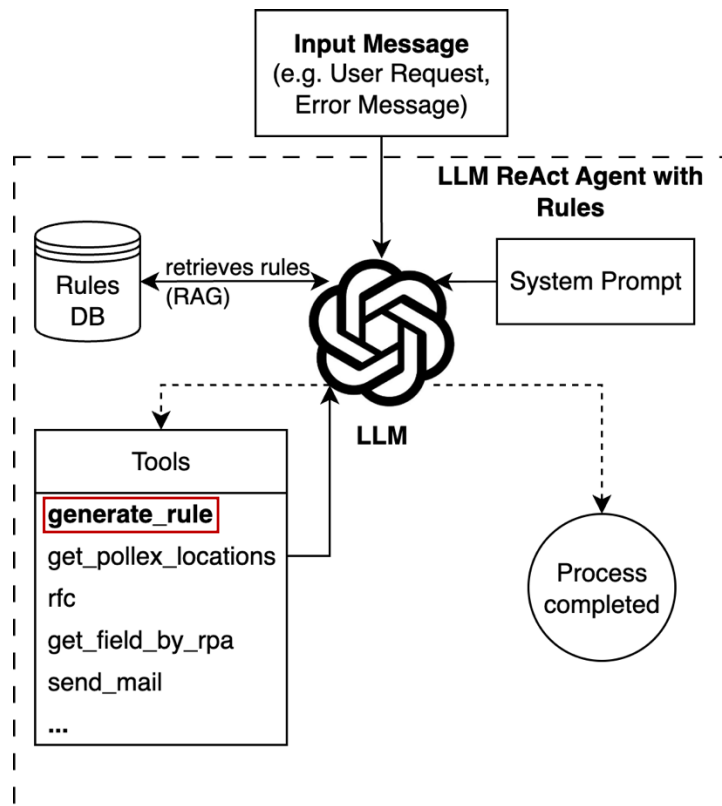 Input Message
(e.g. User Request,
Error Message)
LLM ReAct Agent with
Rules
Rules
DB
retrieves rules
(RAG)
System Prompt
LLM
Tools
generate_rule
get_pollex_locations
rfc
get_field_by_rpa
send_mail
...
Process
completed